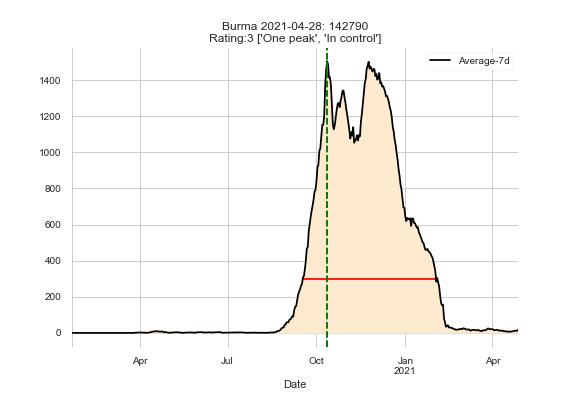 Burma 2021-04-28: 142790
Rating:3 ['One peak', 'In control']
Average-7d
1400
1200
1000
800
600
400
200
0
Apr
Jul
Oct
Jan
2021
Apr
Date